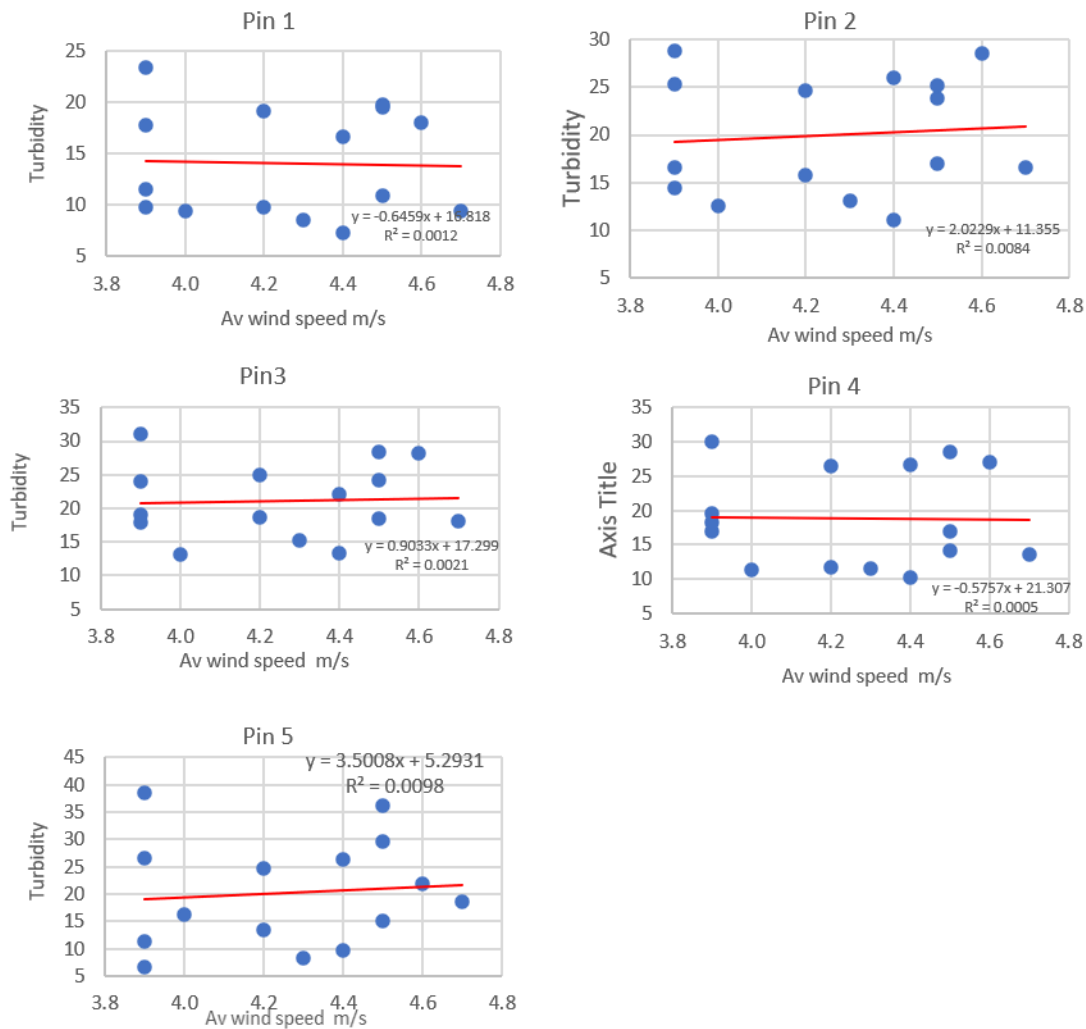 Pin 1
25
20
15
10
5
Turbidity
y = -0.6459x + 16.818
R² = 0.0012
3.8 4.0 4.2 4.4 4.6 4.8
Av wind speed m/s
Pin 2
30
25
20
15
10
5
Turbidity
y = 2.0229x + 11.355
R² = 0.0084
3.8 4.0 4.2 4.4 4.6 4.8
Av wind speed m/s
Pin3
35
30
25
20
15
10
5
Turbidity
y = 0.9033x + 17.299
R² = 0.0021
3.8 4.0 4.2 4.4 4.6 4.8
Av wind speed m/s
Pin 4
35
30
25
20
15
10
5
Axis Title
y = -0.5757x + 21.307
R² = 0.0005
3.8 4.0 4.2 4.4 4.6 4.8
Av wind speed m/s
Pin 5
45
40
35
30
25
20
15
10
5
Turbidity
y = 3.5008x + 5.2931
R² = 0.0098
3.8 4.0 4.2 4.4 4.6 4.8
Av wind speed m/s